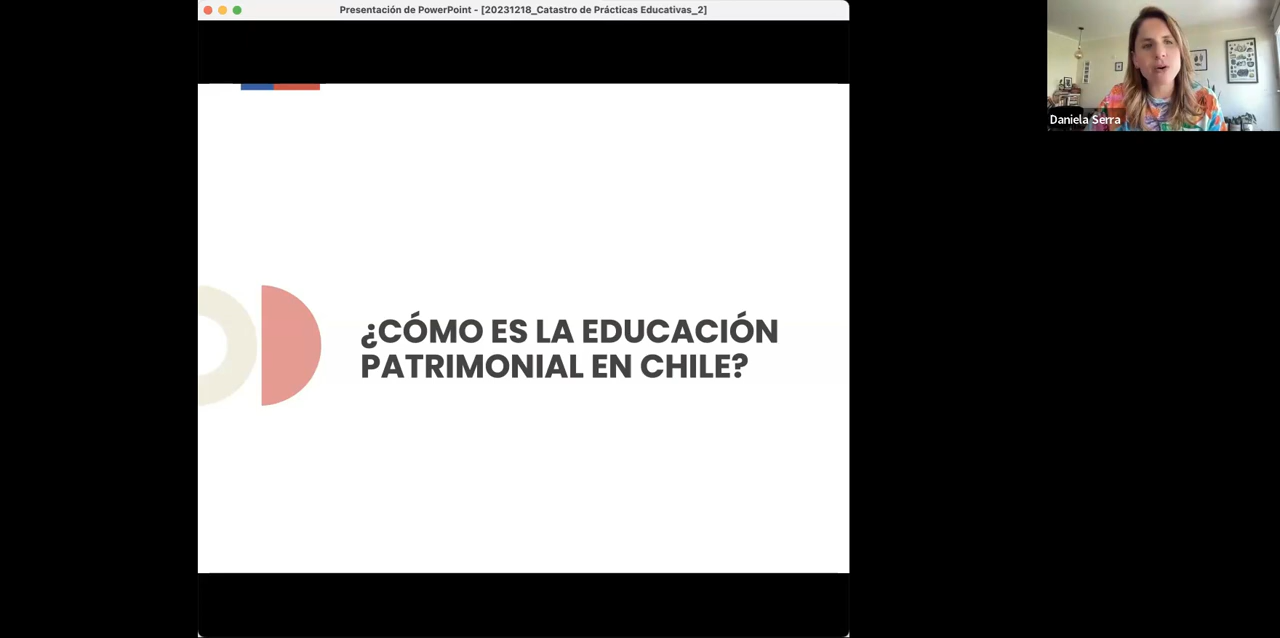 Presentación de PowerPoint - [20231218_Catastro de Prácticas Educativas_2]
¿CÓMO ES LA EDUCACIÓN
PATRIMONIAL EN CHILE?
Daniela Serra